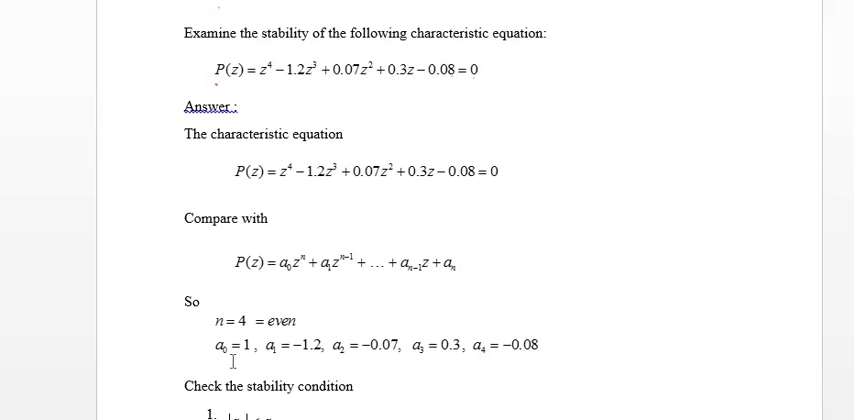 Examine the stability of the following characteristic equation:
P(z) = z⁴ − 1.2z³ + 0.07z² + 0.3z − 0.08 = 0
Answer :
The characteristic equation
P(z) = z⁴ − 1.2z³ + 0.07z² + 0.3z − 0.08 = 0
Compare with
P(z) = a₀zⁿ + a₁zⁿ⁻¹ + … + aₙ₋₁z + aₙ
So
n = 4 = even
a₀ = 1, a₁ = −1.2, a₂ = −0.07, a₃ = 0.3, a₄ = −0.08
Check the stability condition
1.